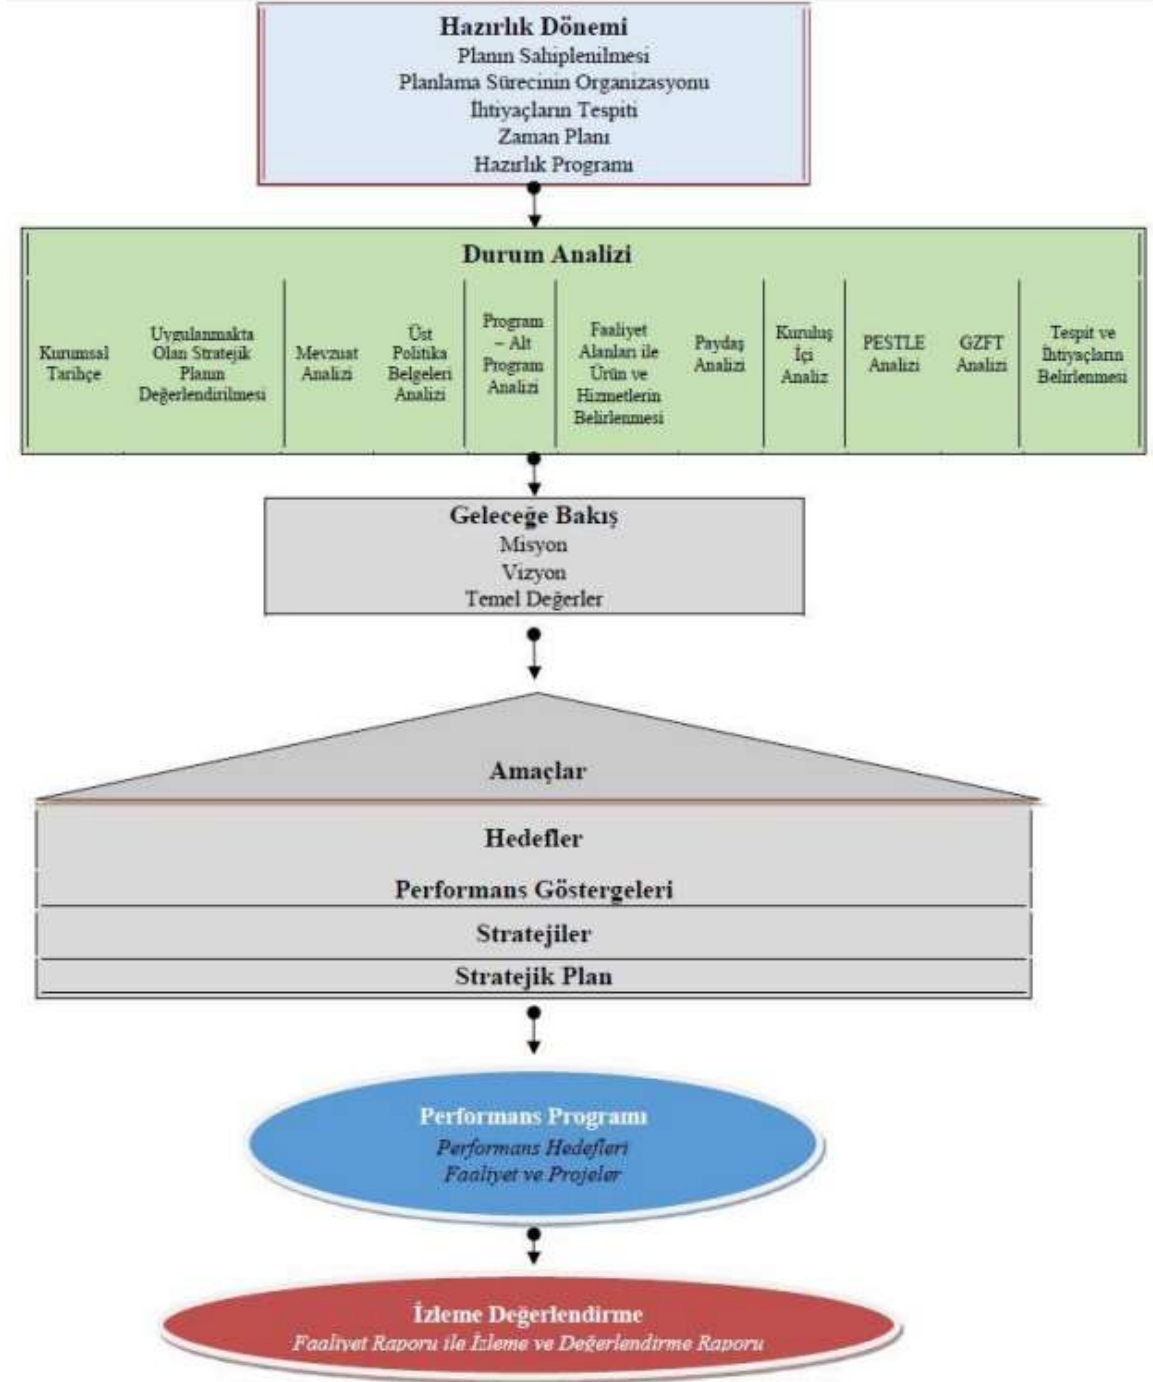 Hazırlık Dönemi
Planın Sahiplenilmesi
Planlama Sürecinin Organizasyonu
İhtiyaçların Tespiti
Zaman Planı
Hazırlık Programı
Durum Analizi
Kurumsal
Tarihçe
Uygulanmakta
Olan Stratejik
Planın
Değerlendirilmesi
Mevzuat
Analizi
Üst
Politika
Belgeleri
Analizi
Program
– Alt
Program
Analizi
Faaliyet
Alanları ile
Ürün ve
Hizmetlerin
Belirlenmesi
Paydaş
Analizi
Kuruluş
İçi
Analiz
PESTLE
Analizi
GZFT
Analizi
Tespit ve
İhtiyaçların
Belirlenmesi
Geleceğe Bakış
Misyon
Vizyon
Temel Değerler
Amaçlar
Hedefler
Performans Göstergeleri
Stratejiler
Stratejik Plan
Performans Programı
Performans Hedefleri
Faaliyet ve Projeler
İzleme Değerlendirme
Faaliyet Raporu ile İzleme ve Değerlendirme Raporu